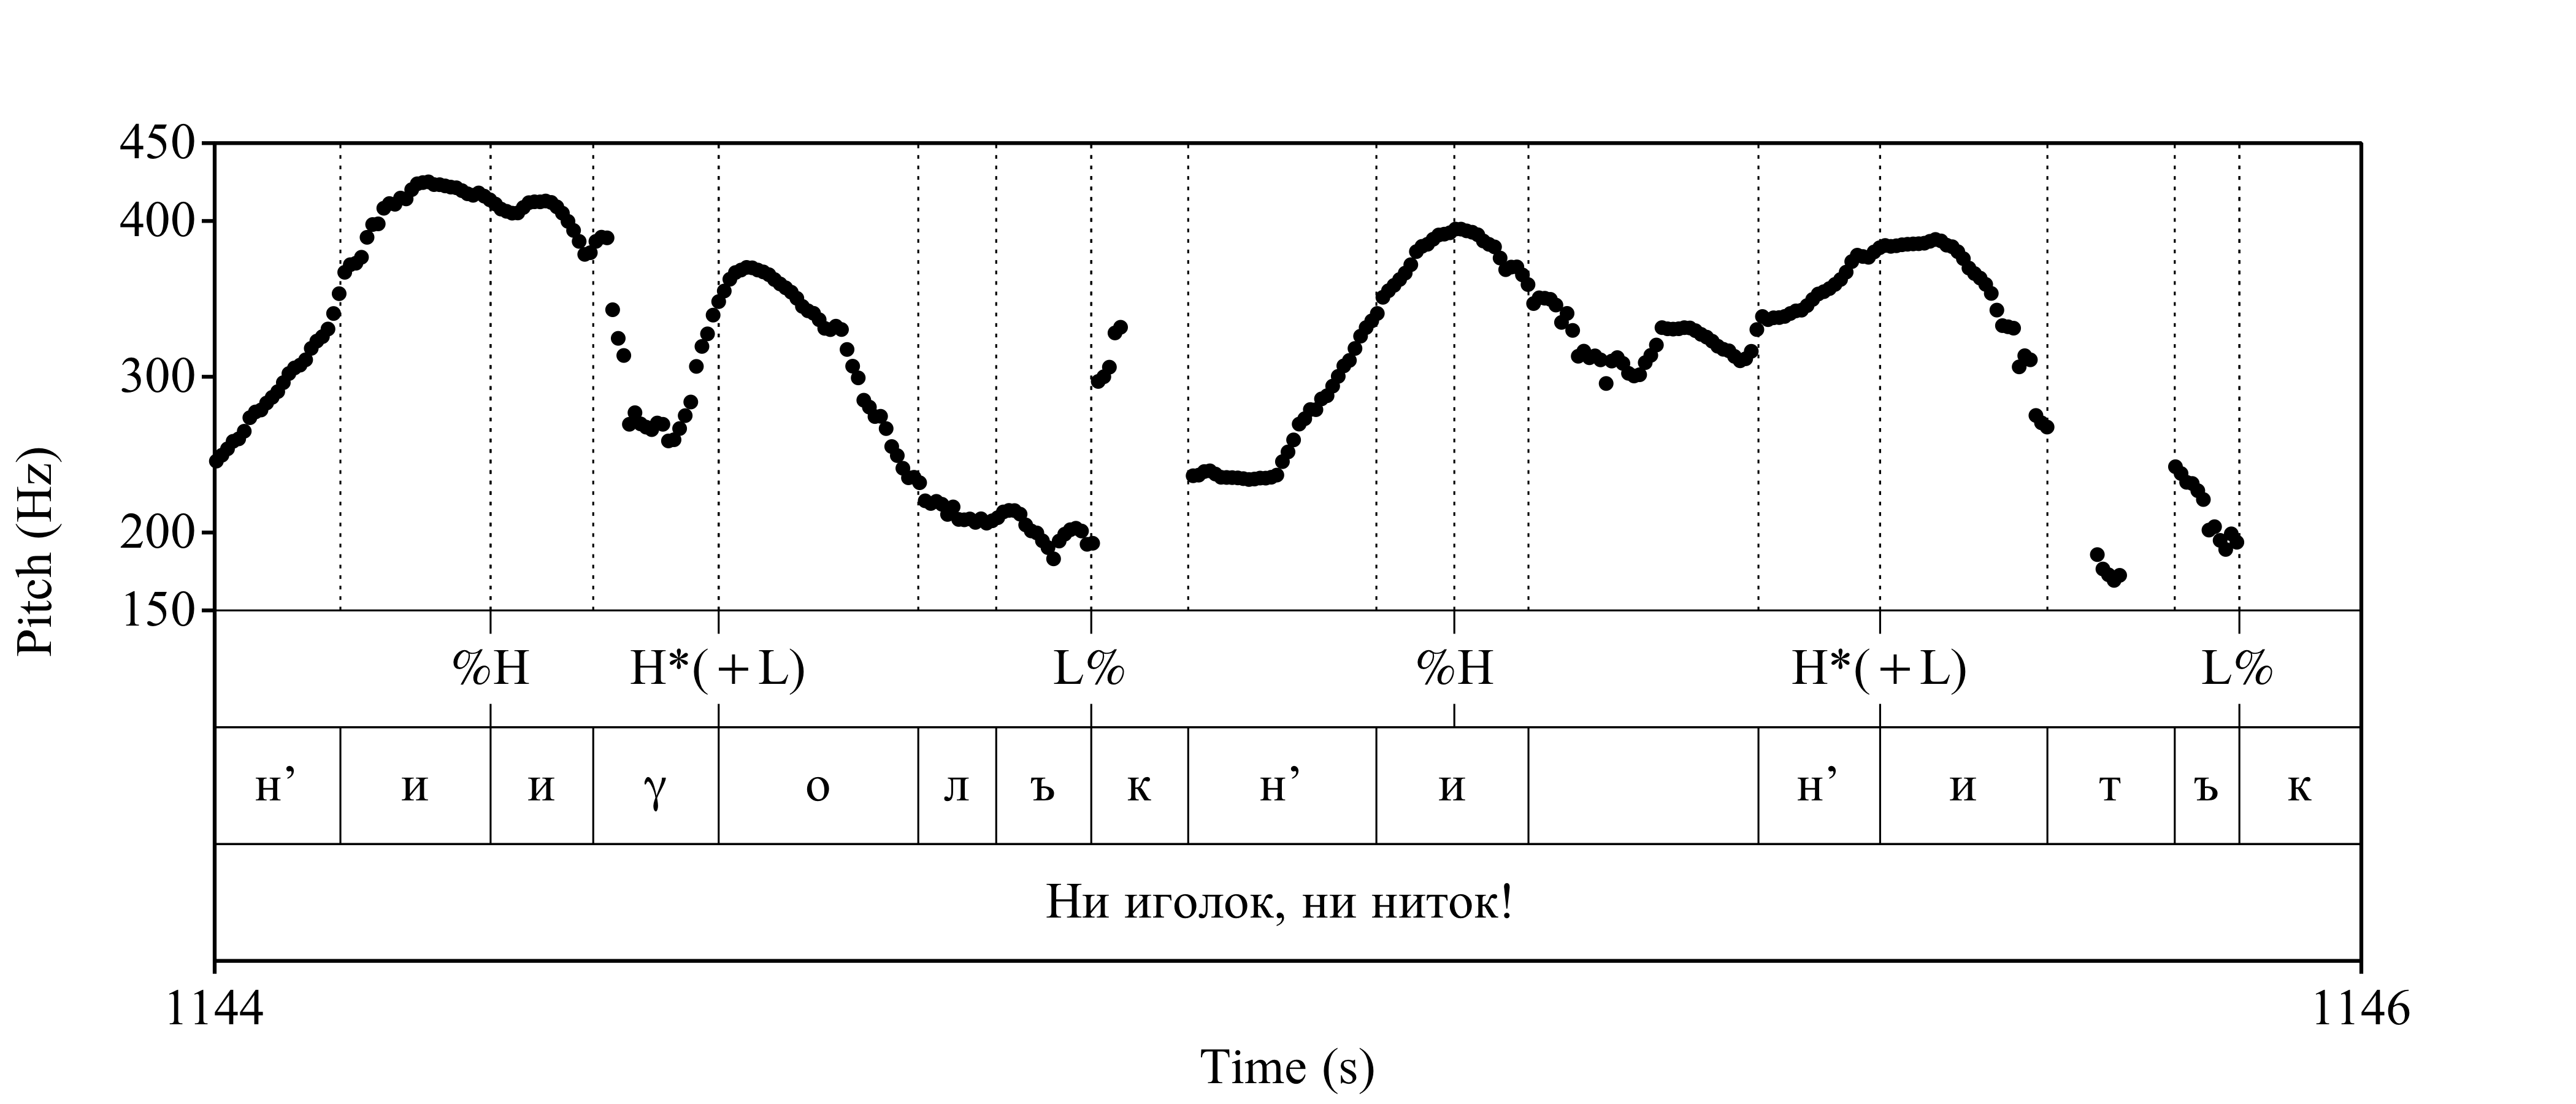 450
400
300
200
150
Pitch (Hz)
%H H*(+L) L% %H H*(+L) L%
н’ и и γ о л ъ к н’ и н’ и т ъ к
Ни иголок, ни ниток!
1144 1146
Time (s)